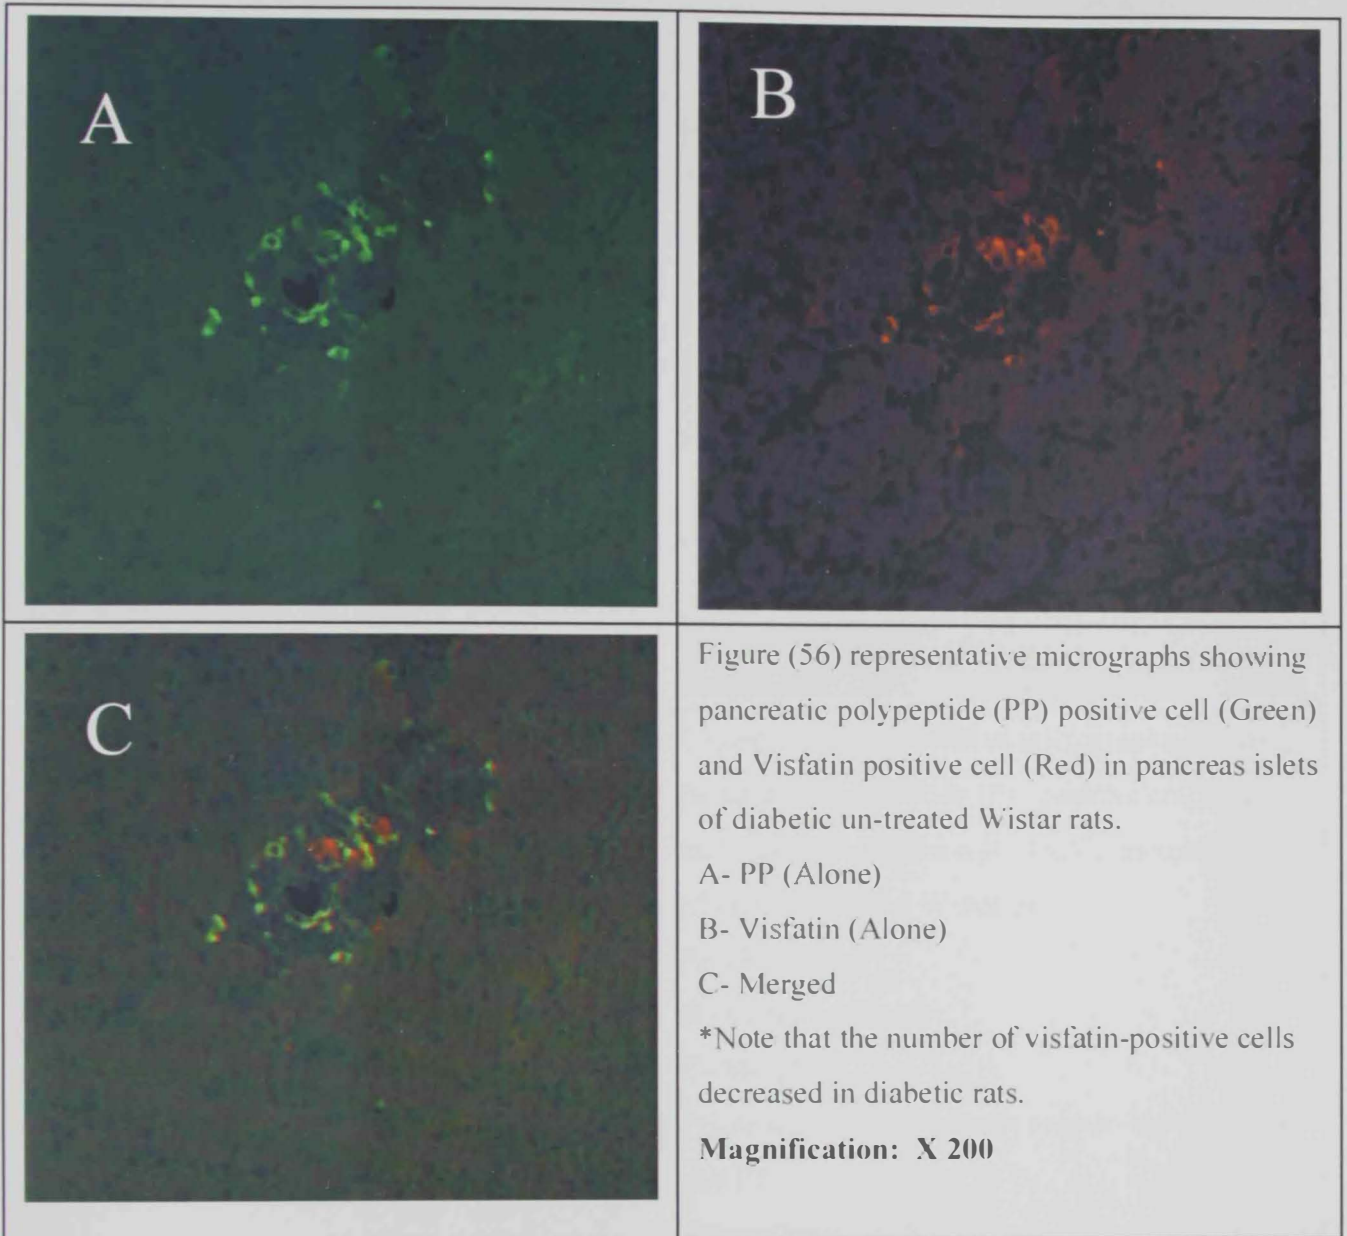 A
B
C
Figure (56) representative micrographs showing
pancreatic polypeptide (PP) positive cell (Green)
and Visfatin positive cell (Red) in pancreas islets
of diabetic un-treated Wistar rats.
A- PP (Alone)
B- Visfatin (Alone)
C- Merged
*Note that the number of visfatin-positive cells
decreased in diabetic rats.
Magnification: X 200